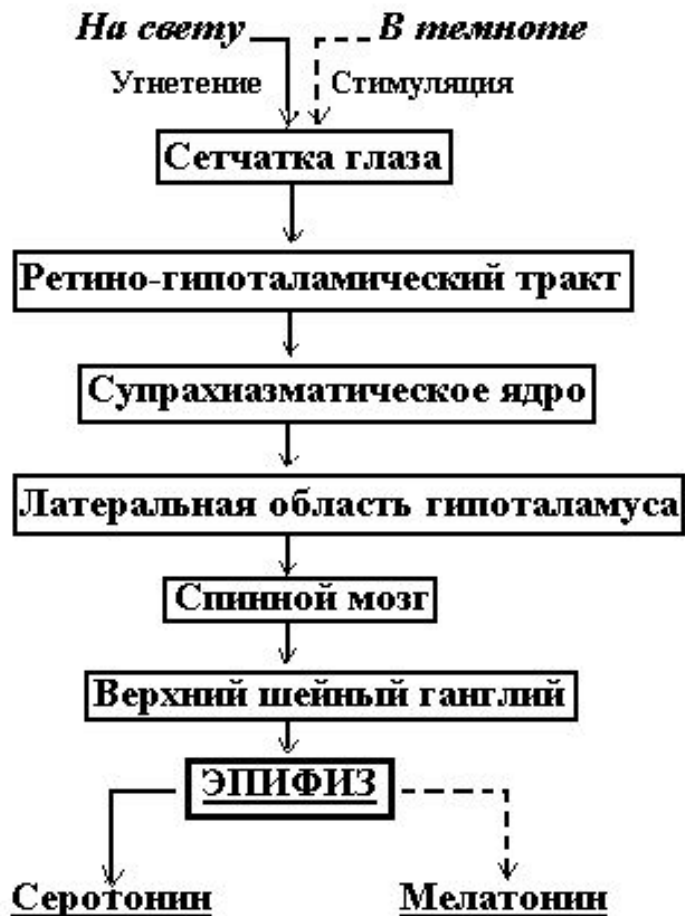 На свету В темноте
Угнетение Стимуляция
Сетчатка глаза
Ретино-гипоталамический тракт
Супрахиазматическое ядро
Латеральная область гипоталамуса
Спинной мозг
Верхний шейный ганглий
ЭПИФИЗ
Серотонин Мелатонин